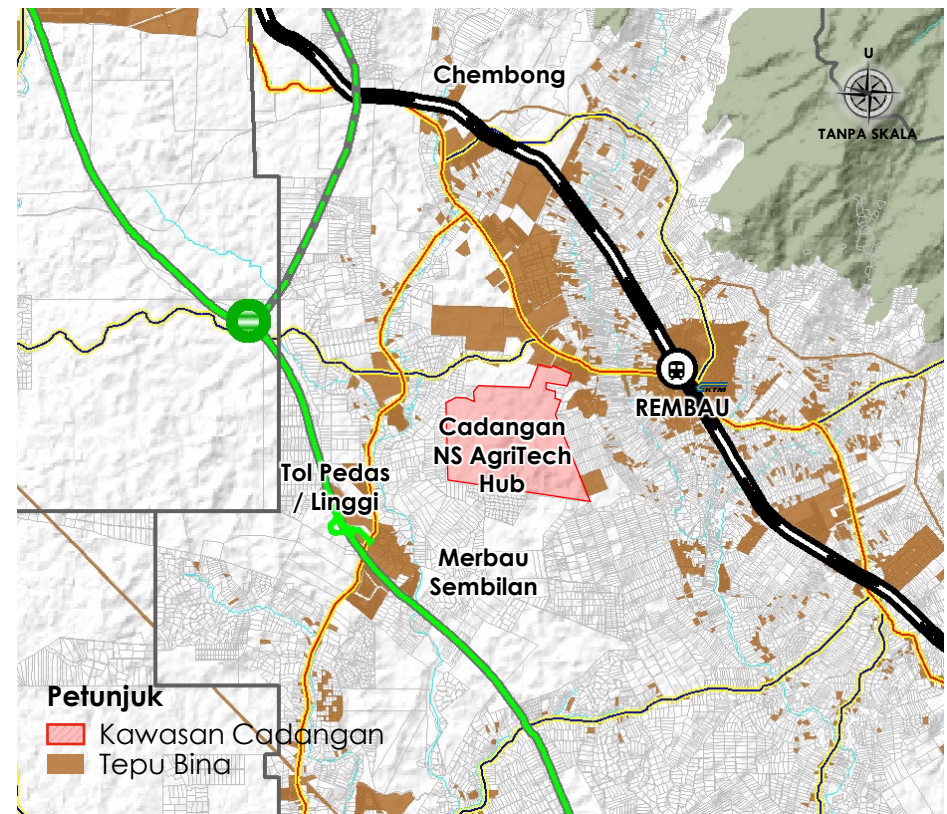 Chembong
U
TANPA SKALA
KTM
REMBAU
Cadangan
NS AgriTech
Hub
Tol Pedas
/ Linggi
Merbau
Sembilan
Petunjuk
Kawasan Cadangan
Tepu Bina